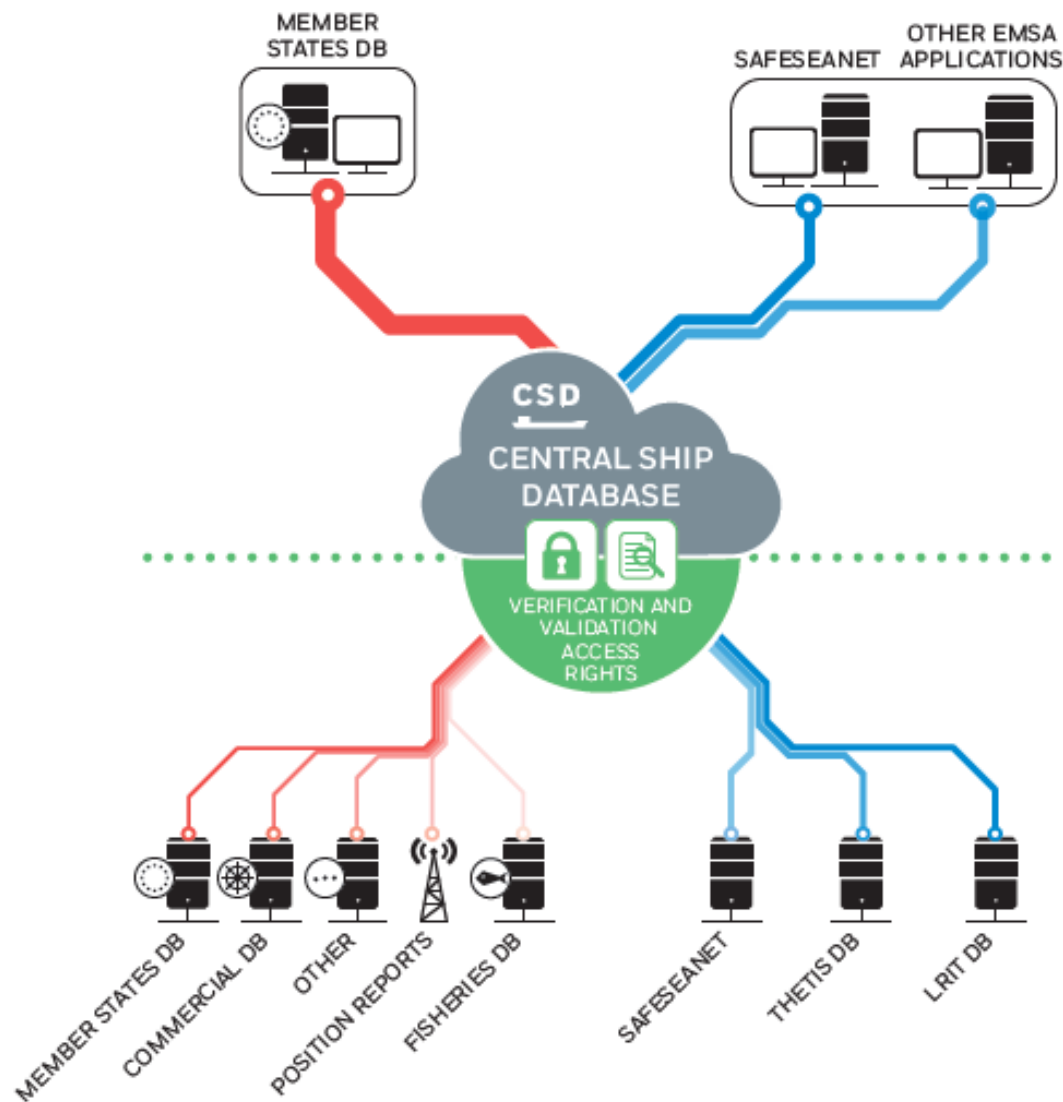 MEMBER
STATES DB
SAFESEANET
OTHER EMSA
APPLICATIONS
CSD
CENTRAL SHIP
DATABASE
VERIFICATION AND
VALIDATION
ACCESS
RIGHTS
MEMBER STATES DB
COMMERCIAL DB
OTHER
POSITION REPORTS
FISHERIES DB
SAFESEANET
THETIS DB
LRIT DB